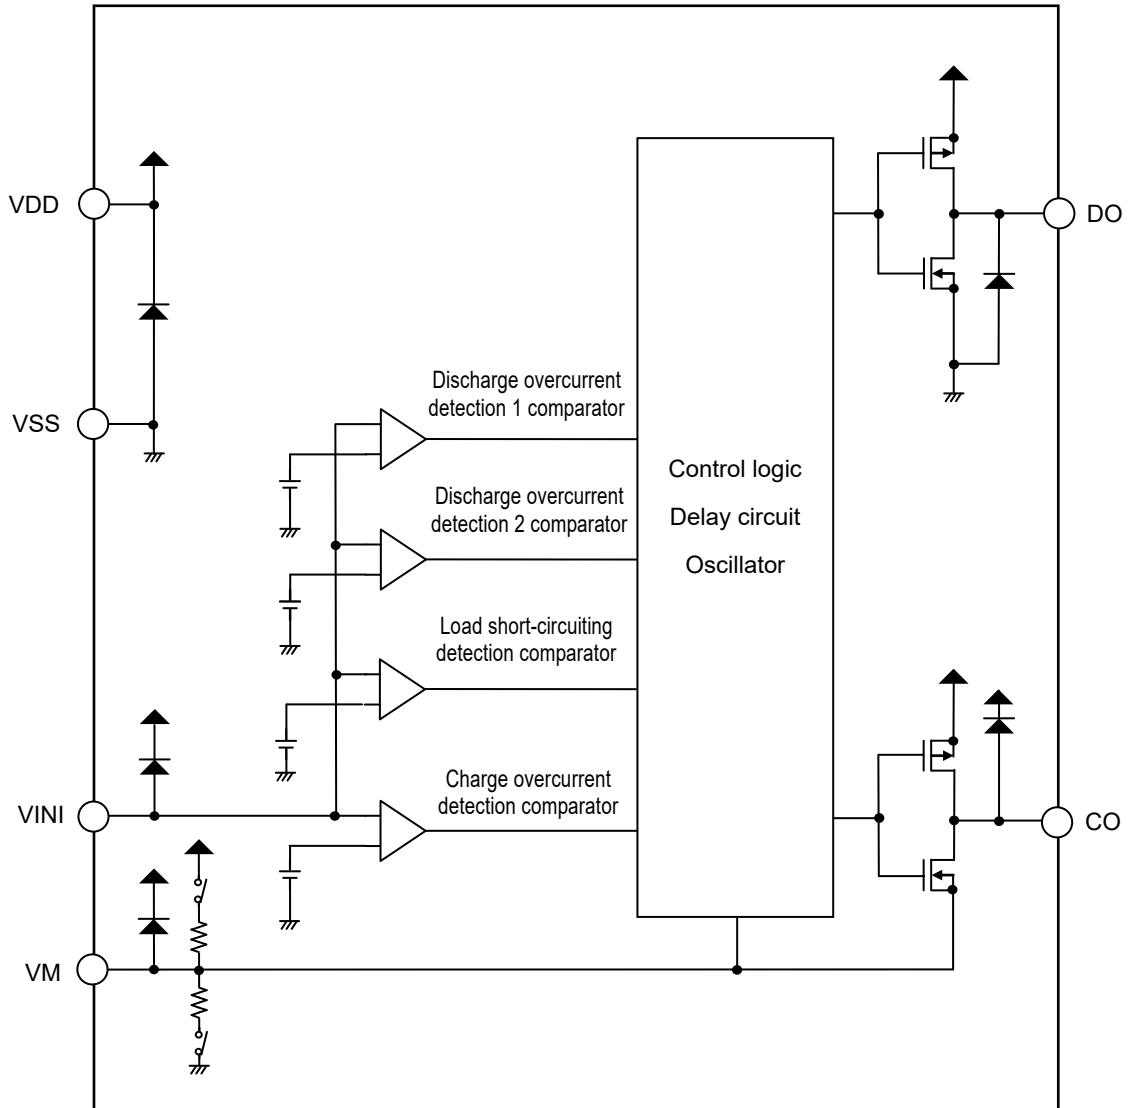 VDD
DO
VSS
Discharge overcurrent
detection 1 comparator
Control logic
Delay circuit
Oscillator
Discharge overcurrent
detection 2 comparator
Load short-circuiting
detection comparator
VINI
Charge overcurrent
detection comparator
CO
VM